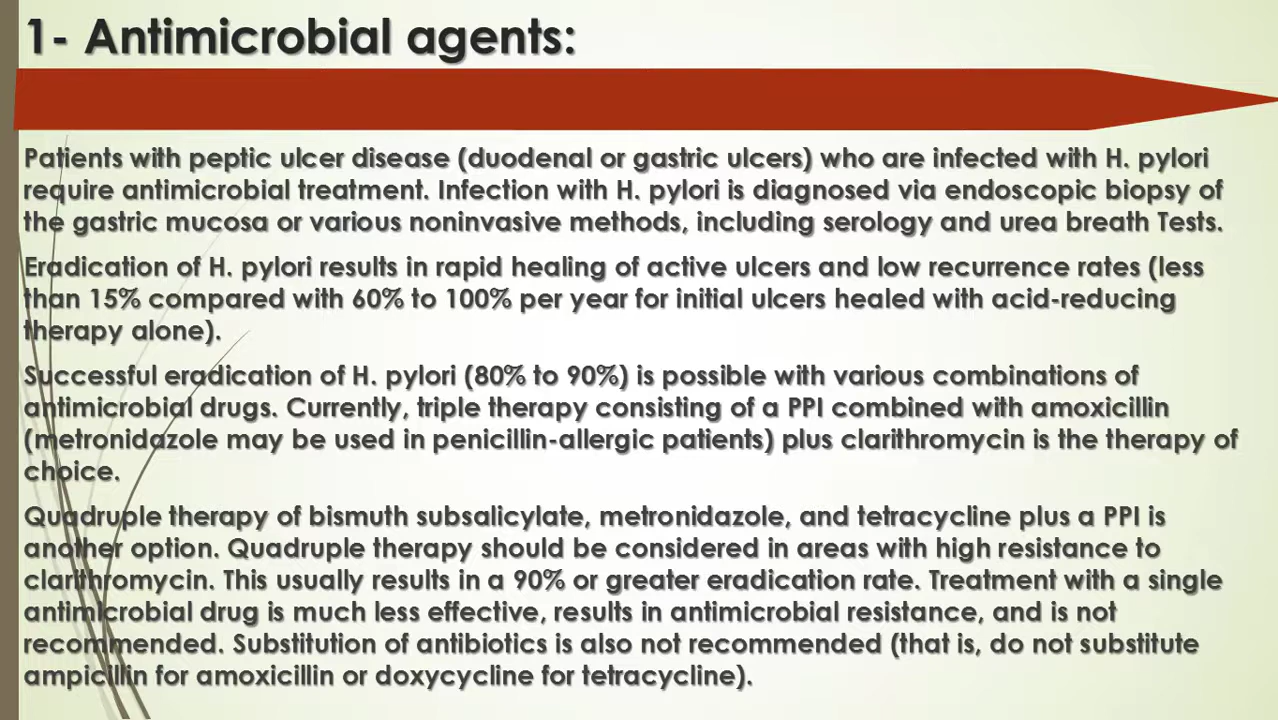 1- Antimicrobial agents:
Patients with peptic ulcer disease (duodenal or gastric ulcers) who are infected with H. pylori
require antimicrobial treatment. Infection with H. pylori is diagnosed via endoscopic biopsy of
the gastric mucosa or various noninvasive methods, including serology and urea breath Tests.
Eradication of H. pylori results in rapid healing of active ulcers and low recurrence rates (less
than 15% compared with 60% to 100% per year for initial ulcers healed with acid-reducing
therapy alone).
Successful eradication of H. pylori (80% to 90%) is possible with various combinations of
antimicrobial drugs. Currently, triple therapy consisting of a PPI combined with amoxicillin
(metronidazole may be used in penicillin-allergic patients) plus clarithromycin is the therapy of
choice.
Quadruple therapy of bismuth subsalicylate, metronidazole, and tetracycline plus a PPI is
another option. Quadruple therapy should be considered in areas with high resistance to
clarithromycin. This usually results in a 90% or greater eradication rate. Treatment with a single
antimicrobial drug is much less effective, results in antimicrobial resistance, and is not
recommended. Substitution of antibiotics is also not recommended (that is, do not substitute
ampicillin for amoxicillin or doxycycline for tetracycline).